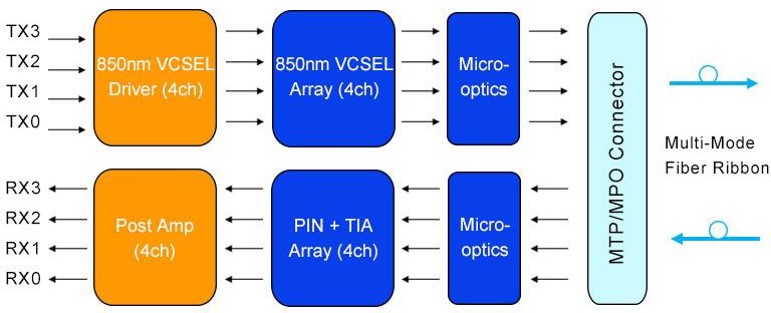 TX3
TX2
TX1
TX0
850nm VCSEL
Driver (4ch)
850nm VCSEL
Array (4ch)
Micro-
optics
MTP/MPO Connector
Multi-Mode
Fiber Ribbon
RX3
RX2
RX1
RX0
Post Amp
(4ch)
PIN + TIA
Array (4ch)
Micro-
optics